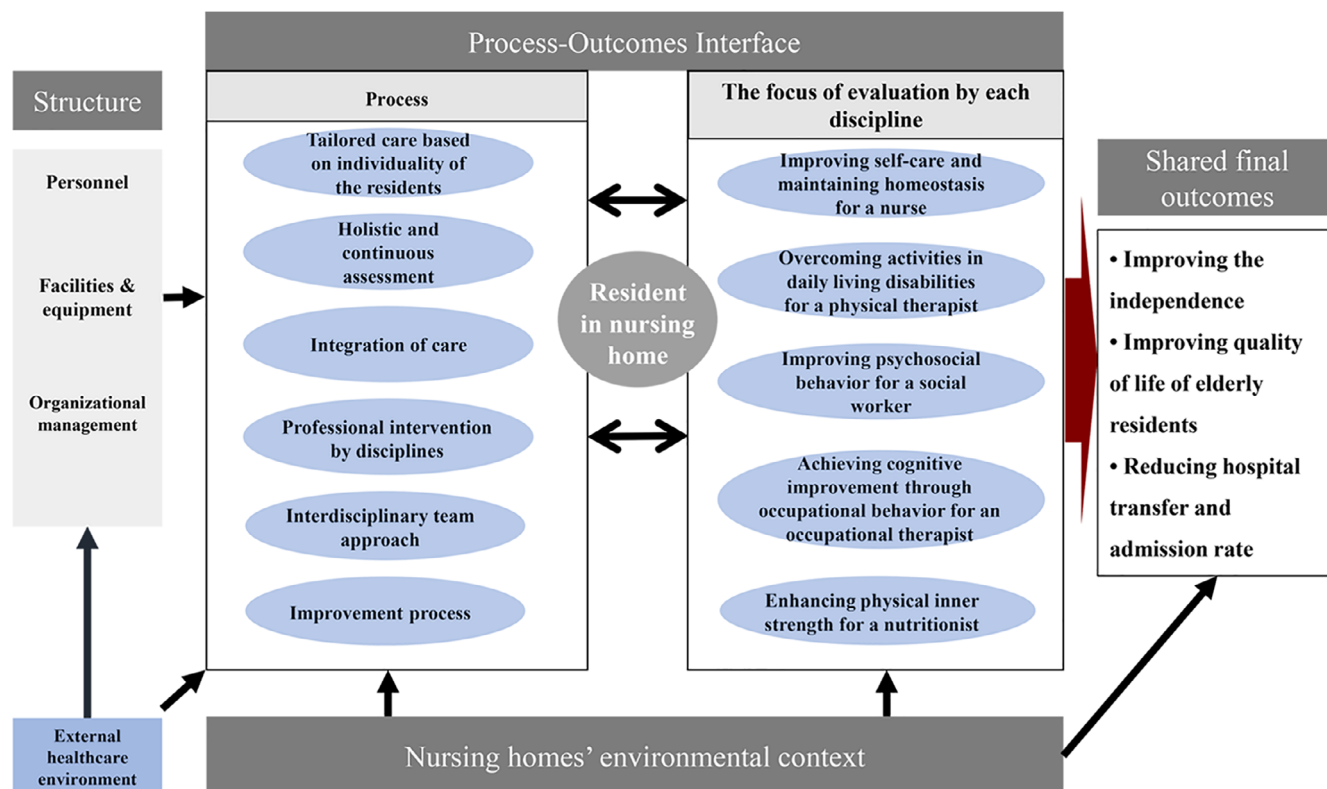 Process-Outcomes Interface
Structure
Personnel
Facilities &
equipment
Organizational
management
External
healthcare
environment
Process
Tailored care based
on individuality of
the residents
Holistic and
continuous
assessment
Integration of care
Professional intervention
by disciplines
Interdisciplinary team
approach
Improvement process
Resident
in nursing
home
The focus of evaluation by each
discipline
Improving self-care and
maintaining homeostasis
for a nurse
Overcoming activities in
daily living disabilities
for a physical therapist
Improving psychosocial
behavior for a social
worker
Achieving cognitive
improvement through
occupational behavior for an
occupational therapist
Enhancing physical inner
strength for a nutritionist
Shared final
outcomes
• Improving the
independence
• Improving quality
of life of elderly
residents
• Reducing hospital
transfer and
admission rate
Nursing homes’ environmental context